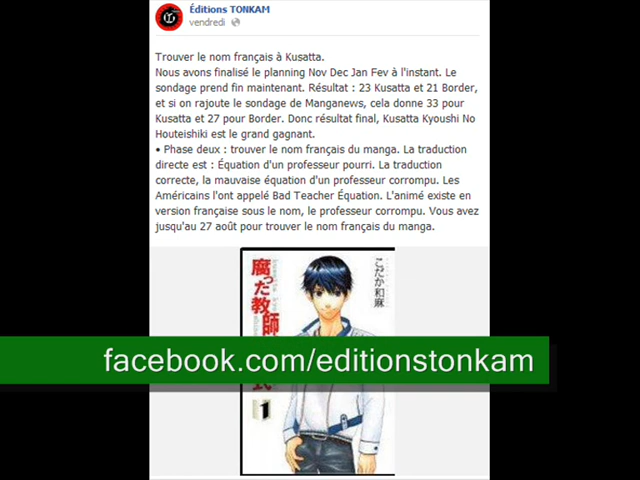 Éditions TONKAM
vendredi
Trouver le nom français à Kusatta.
Nous avons finalisé le planning Nov Dec Jan Fev à l'instant. Le
sondage prend fin maintenant. Résultat : 23 Kusatta et 21 Border,
et si on rajoute le sondage de Manganews, cela donne 33 pour
Kusatta et 27 pour Border. Donc résultat final, Kusatta Kyoushi No
Houteishiki est le grand gagnant.
• Phase deux : trouver le nom français du manga. La traduction
directe est : Équation d'un professeur pourri. La traduction
correcte, la mauvaise équation d'un professeur corrompu. Les
Américains l'ont appelé Bad Teacher Équation. L'animé existe en
version française sous le nom, le professeur corrompu. Vous avez
jusqu'au 27 août pour trouver le nom français du manga.
腐った教師
こだか和麻
facebook.com/editionstonkam
1